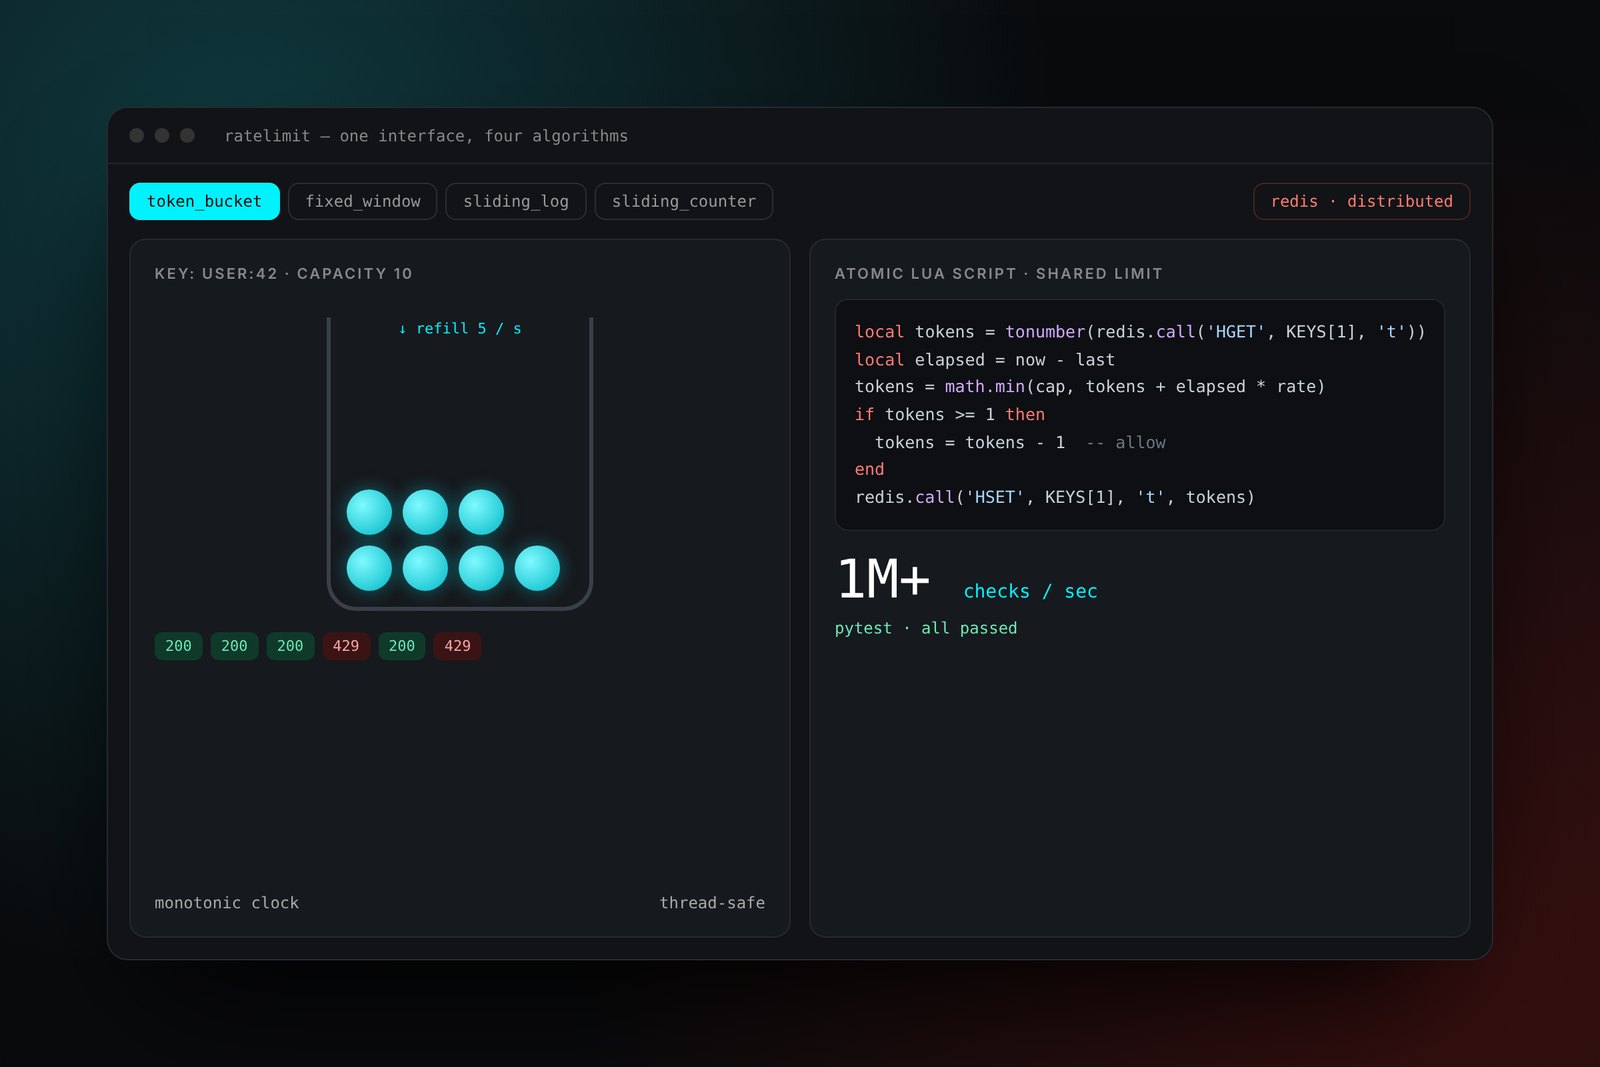 ratelimit — one interface, four algorithms
token_bucket fixed_window sliding_log sliding_counter redis · distributed
KEY: USER:42 · CAPACITY 10
↓ refill 5 / s
200 200 200 429 200 429
monotonic clock thread-safe
ATOMIC LUA SCRIPT · SHARED LIMIT
local tokens = tonumber(redis.call('HGET', KEYS[1], 't'))
local elapsed = now - last
tokens = math.min(cap, tokens + elapsed * rate)
if tokens >= 1 then
  tokens = tokens - 1  -- allow
end
redis.call('HSET', KEYS[1], 't', tokens)
1M+ checks / sec
pytest · all passed